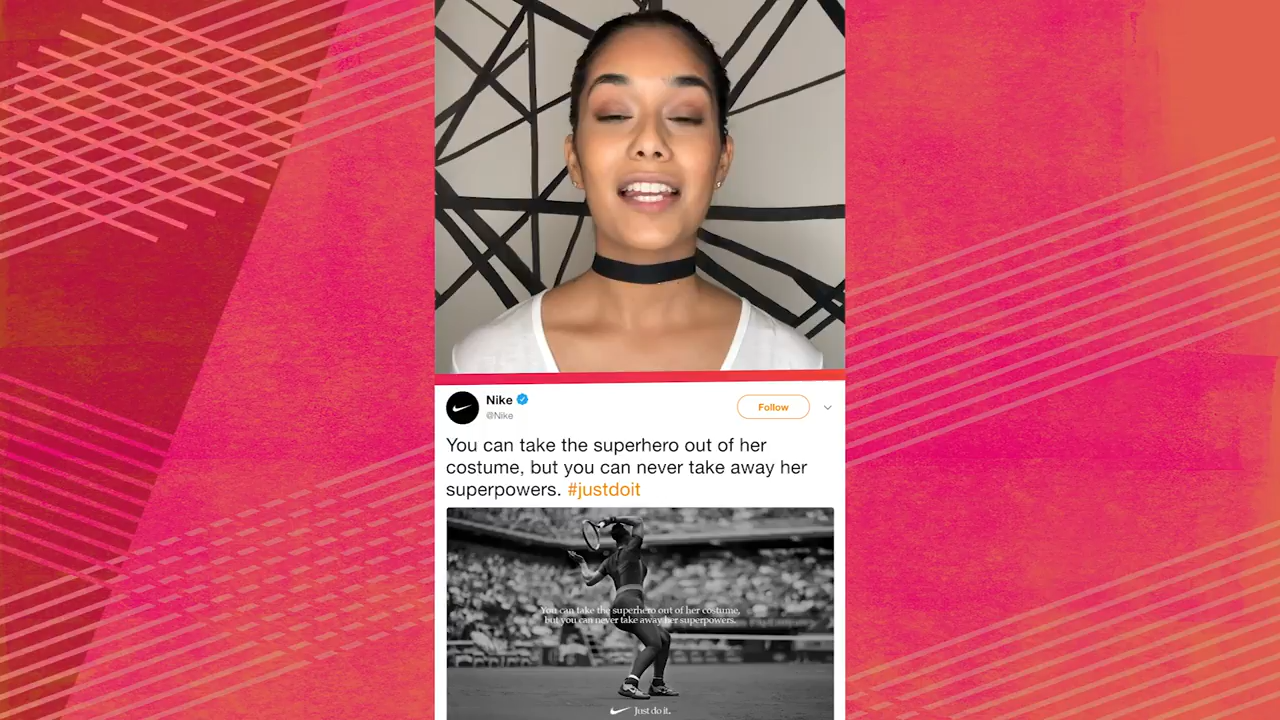 Nike
@Nike
Follow
You can take the superhero out of her
costume, but you can never take away her
superpowers. #justdoit
You can take the superhero out of her costume,
but you can never take away her superpowers.
Just do it.